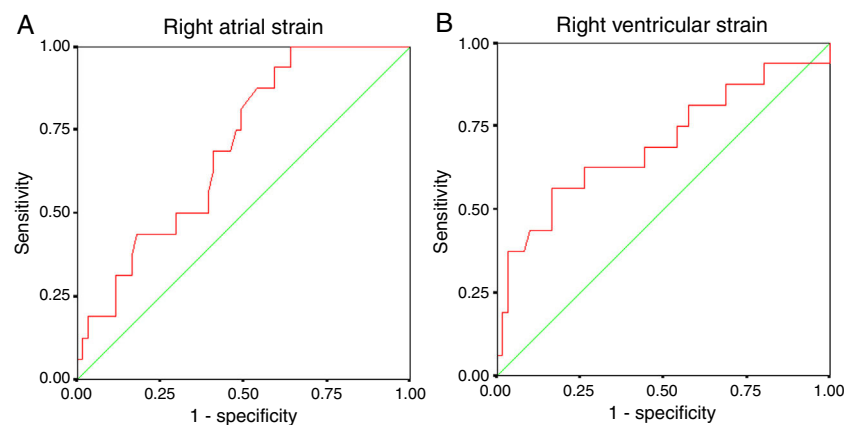 A
Right atrial strain
1.00
0.75
0.50
0.25
0.00
Sensitivity
0.00 0.25 0.50 0.75 1.00
1 - specificity
B
Right ventricular strain
1.00
0.75
0.50
0.25
0.00
Sensitivity
0.00 0.25 0.50 0.75 1.00
1 - specificity